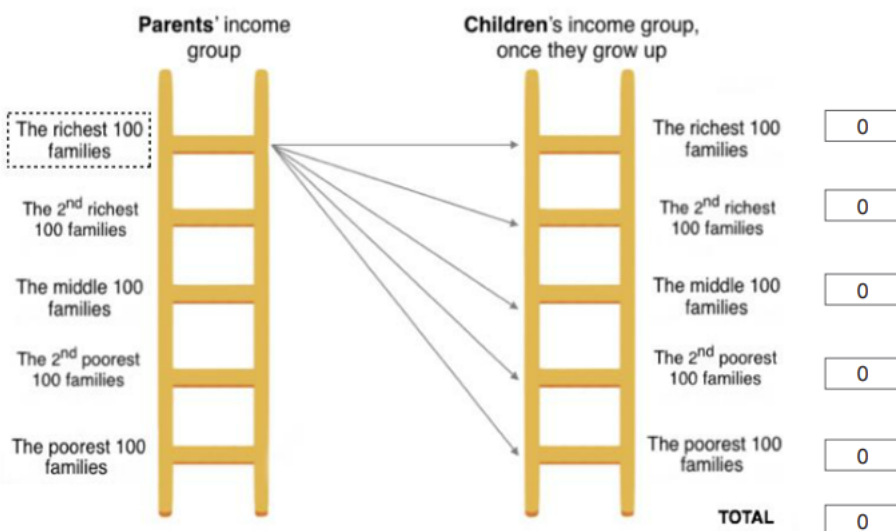 Parents' income
group
Children's income group,
once they grow up
The richest 100
families
The richest 100
families
0
The 2nd richest
100 families
The 2nd richest
100 families
0
The middle 100
families
The middle 100
families
0
The 2nd poorest
100 families
The 2nd poorest
100 families
0
The poorest 100
families
The poorest 100
families
0
TOTAL
0